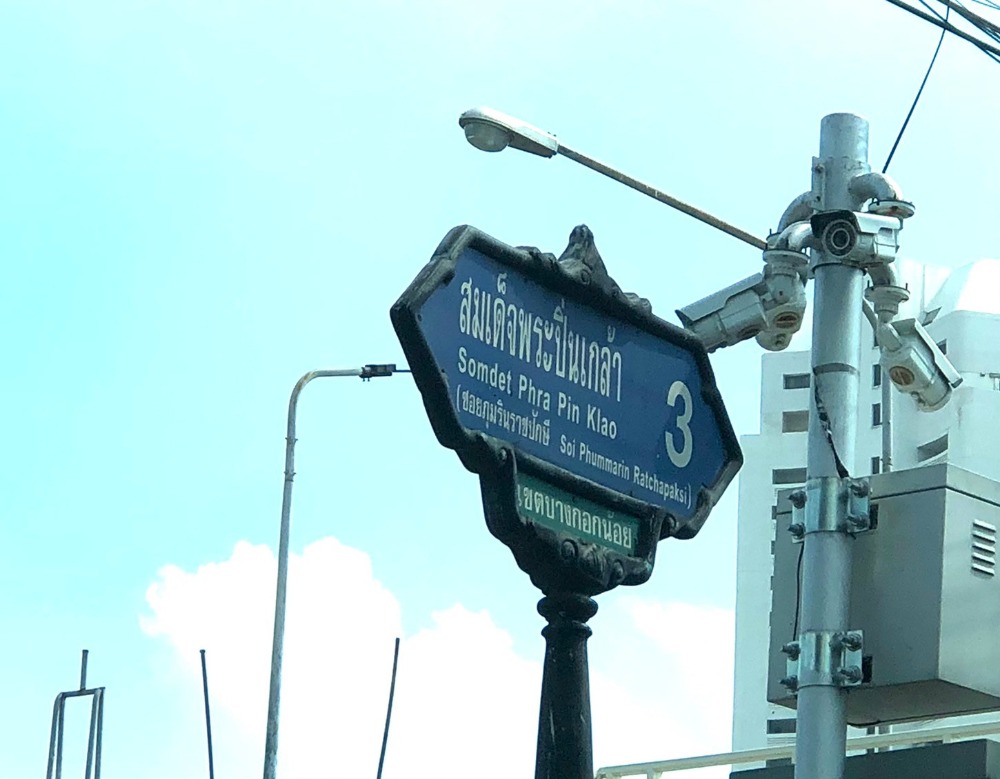 สมเด็จพระปิ่นเกล้า 3
Somdet Phra Pin Klao
(ซอยภุมรินราชปักษี Soi Phummarin Ratchapaksi)
เขตบางกอกน้อย